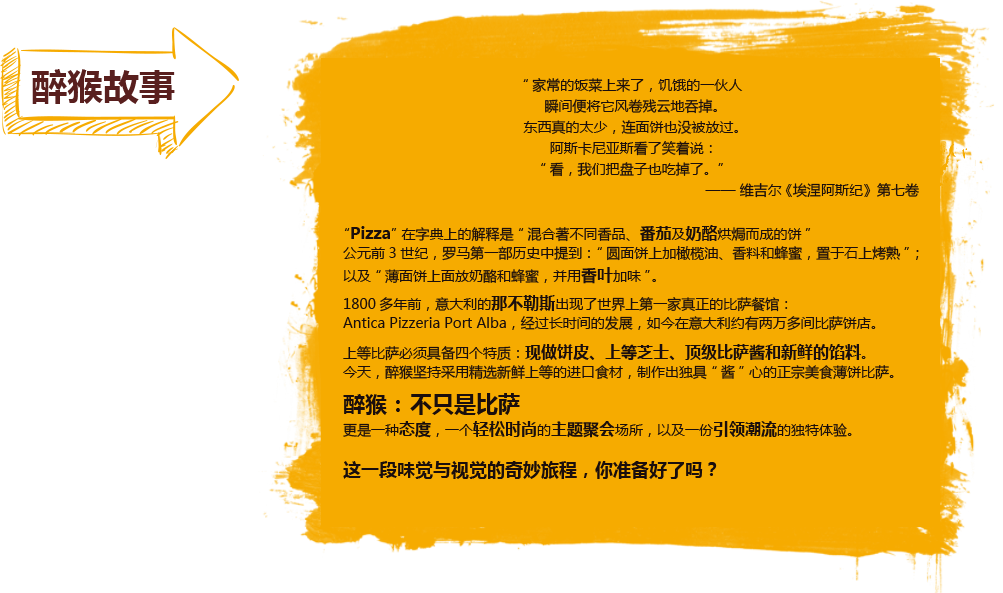 醉猴故事
“ 家常的饭菜上来了，饥饿的一伙人
瞬间便将它风卷残云地吞掉。
东西真的太少，连面饼也没被放过。
阿斯卡尼亚斯看了笑着说：
“ 看，我们把盘子也吃掉了。”
—— 维吉尔《埃涅阿斯纪》第七卷
“Pizza” 在字典上的解释是 “ 混合著不同香品、番茄及奶酪烘焗而成的饼 ”
公元前 3 世纪，罗马第一部历史中提到：“ 圆面饼上加橄榄油、香料和蜂蜜，置于石上烤熟 ”；
以及 “ 薄面饼上面放奶酪和蜂蜜，并用香叶加味 ”。
1800 多年前，意大利的那不勒斯出现了世界上第一家真正的比萨餐馆：
Antica Pizzeria Port Alba，经过长时间的发展，如今在意大利约有两万多间比萨饼店。
上等比萨必须具备四个特质：现做饼皮、上等芝士、顶级比萨酱和新鲜的馅料。
今天，醉猴坚持采用精选新鲜上等的进口食材，制作出独具 “ 酱 ” 心的正宗美食薄饼比萨。
醉猴：不只是比萨
更是一种态度，一个轻松时尚的主题聚会场所，以及一份引领潮流的独特体验。
这一段味觉与视觉的奇妙旅程，你准备好了吗？